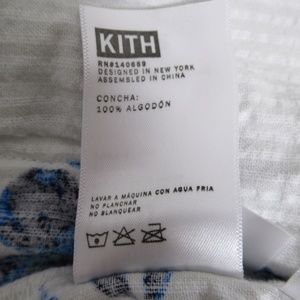 KITH
RN#140659
DESIGNED IN NEW YORK
ASSEMBLED IN CHINA
CONCHA:
100% ALGODÓN
LAVAR A MÁQUINA CON AGUA FRIA
NO PLANCHAR
NO BLANQUEAR